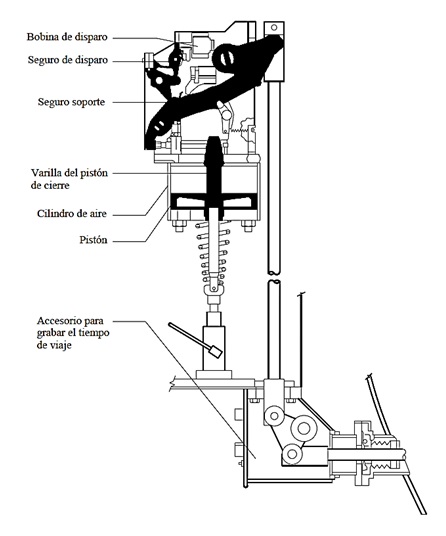 Bobina de disparo
Seguro de disparo
Seguro soporte
Varilla del pistón
de cierre
Cilindro de aire
Pistón
Accesorio para
grabar el tiempo
de viaje